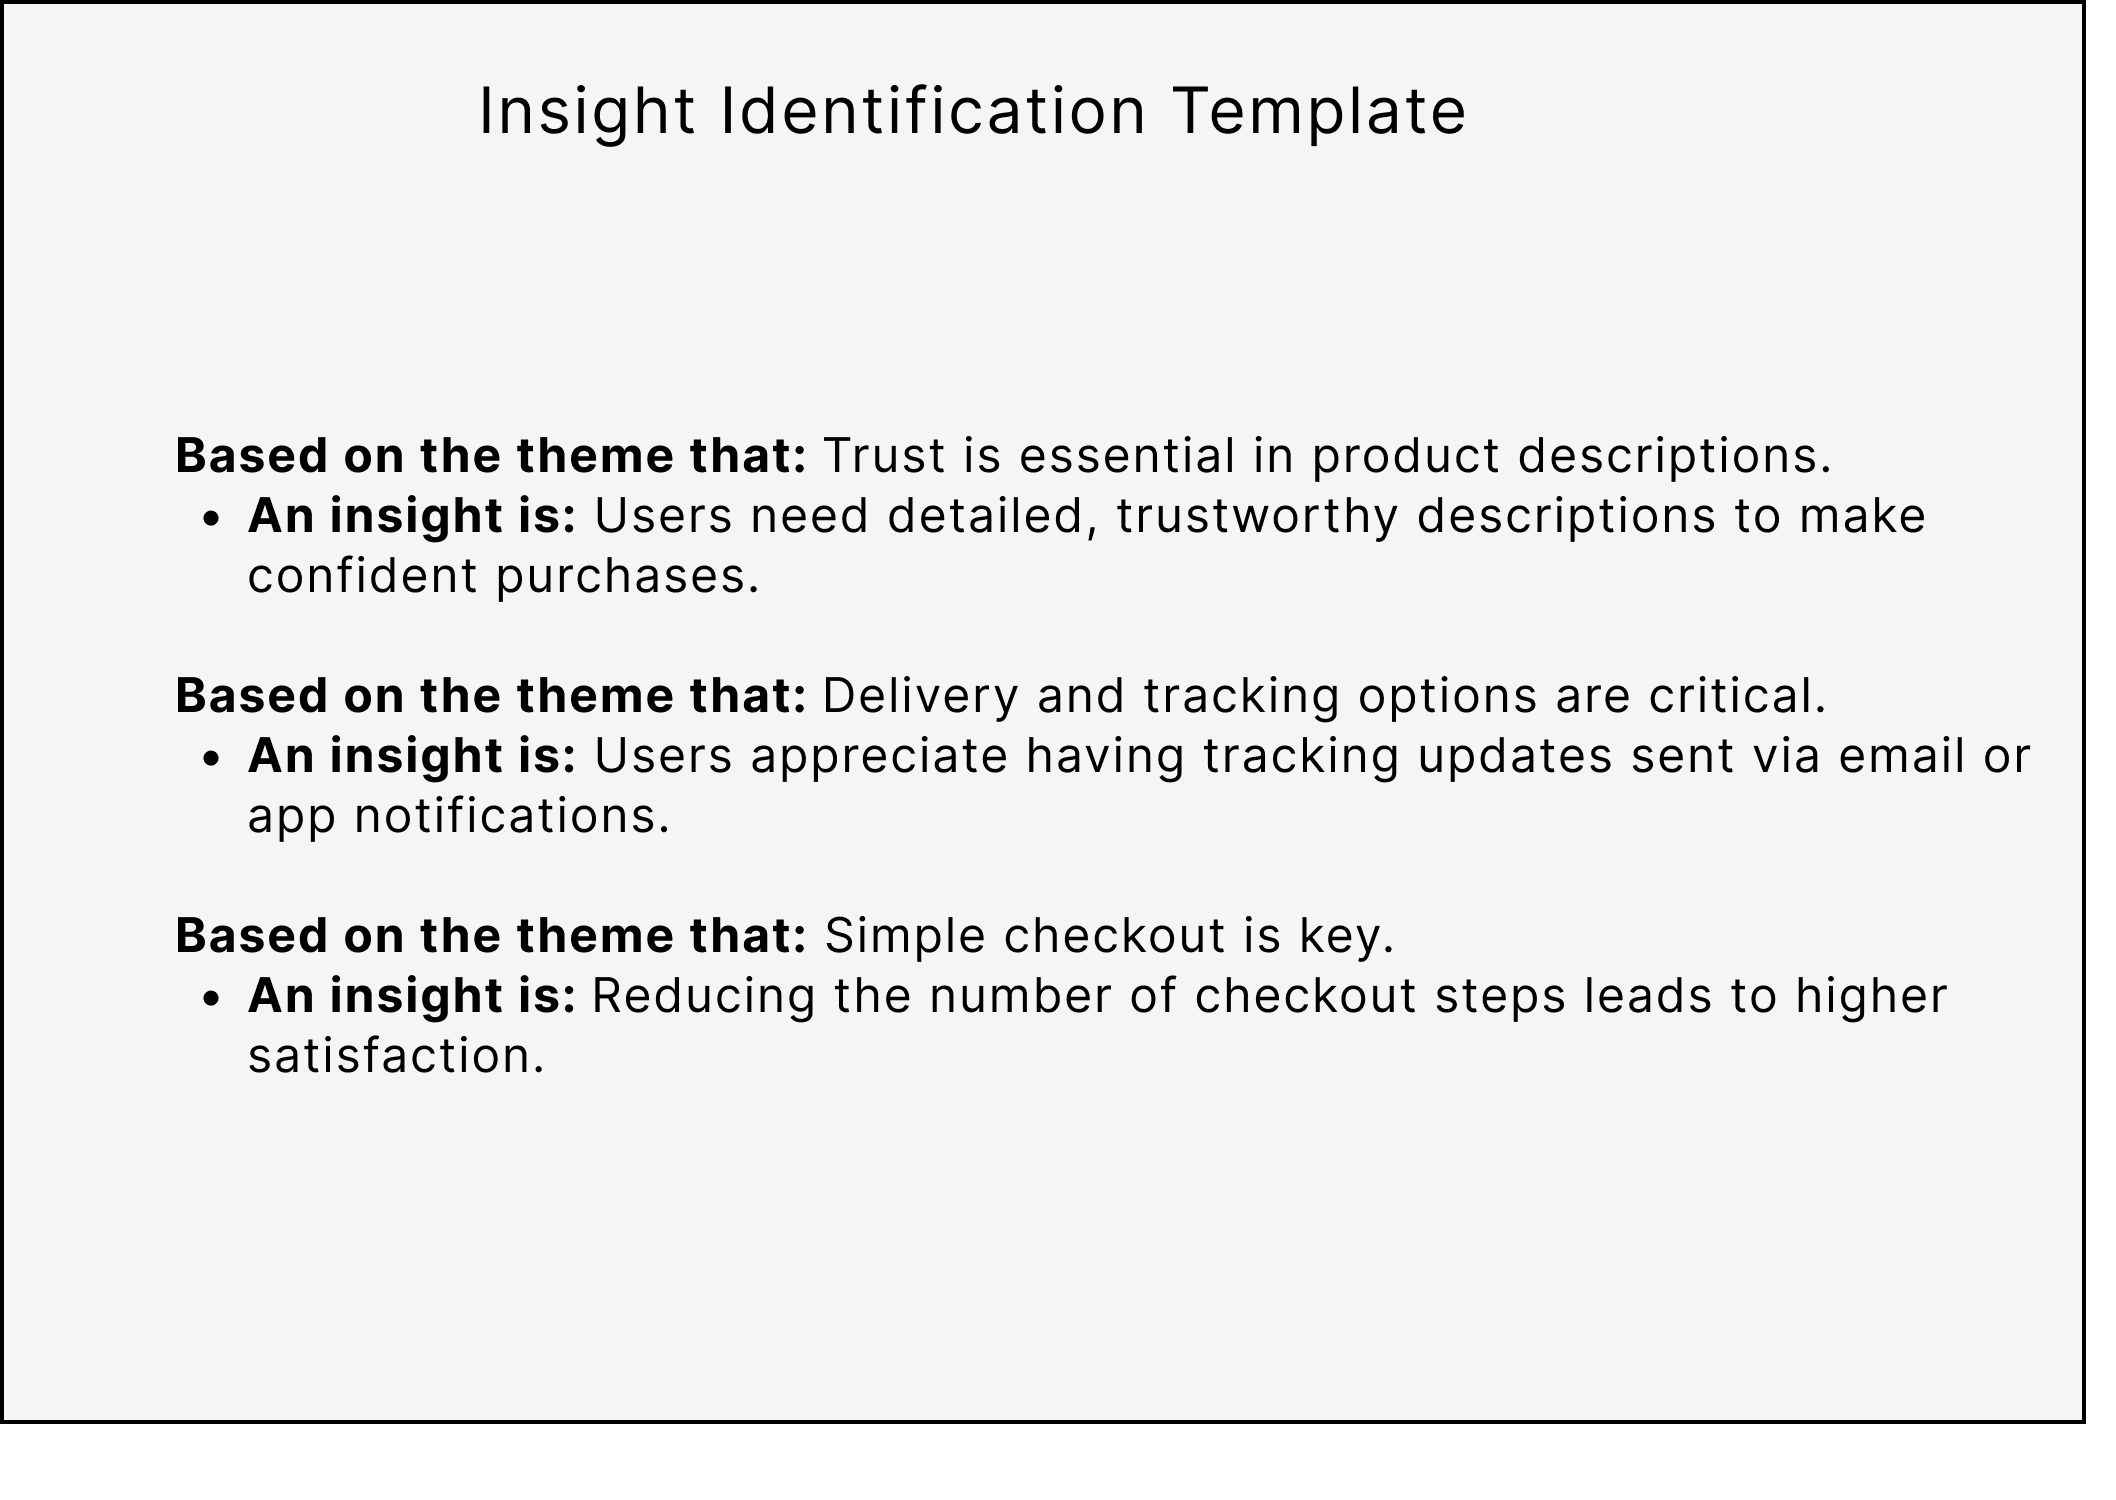 Insight Identification Template
Based on the theme that: Trust is essential in product descriptions.
• An insight is: Users need detailed, trustworthy descriptions to make
confident purchases.
Based on the theme that: Delivery and tracking options are critical.
• An insight is: Users appreciate having tracking updates sent via email or
app notifications.
Based on the theme that: Simple checkout is key.
• An insight is: Reducing the number of checkout steps leads to higher
satisfaction.